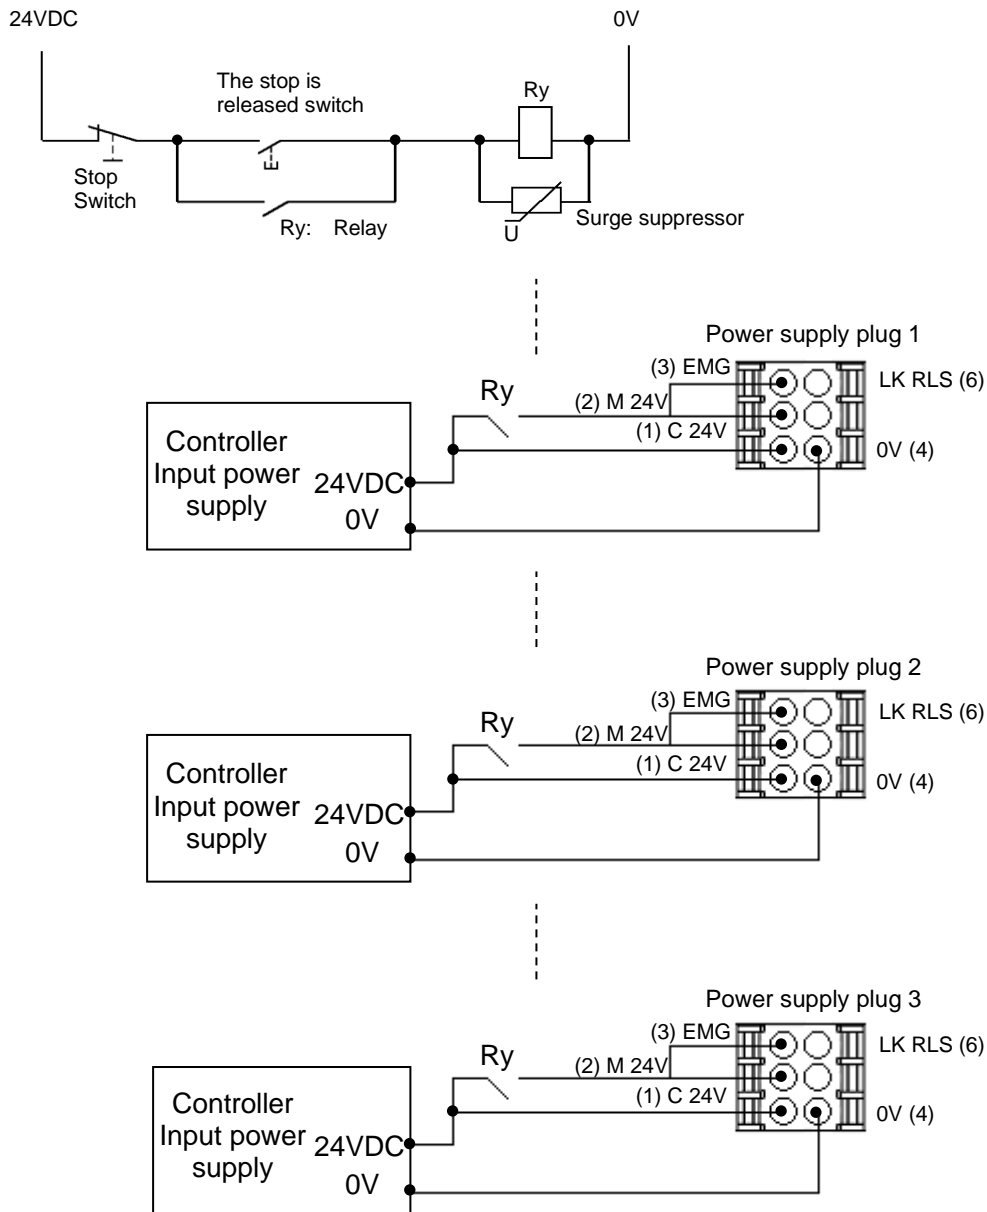 24VDC
0V
The stop is
released switch
Ry
Stop
Switch
Ry: Relay
U
Surge suppressor
Power supply plug 1
(3) EMG
LK RLS (6)
Ry
(2) M 24V
(1) C 24V
0V (4)
Controller
Input power
supply
24VDC
0V
Power supply plug 2
(3) EMG
LK RLS (6)
Ry
(2) M 24V
(1) C 24V
0V (4)
Controller
Input power
supply
24VDC
0V
Power supply plug 3
(3) EMG
LK RLS (6)
Ry
(2) M 24V
(1) C 24V
0V (4)
Controller
Input power
supply
24VDC
0V